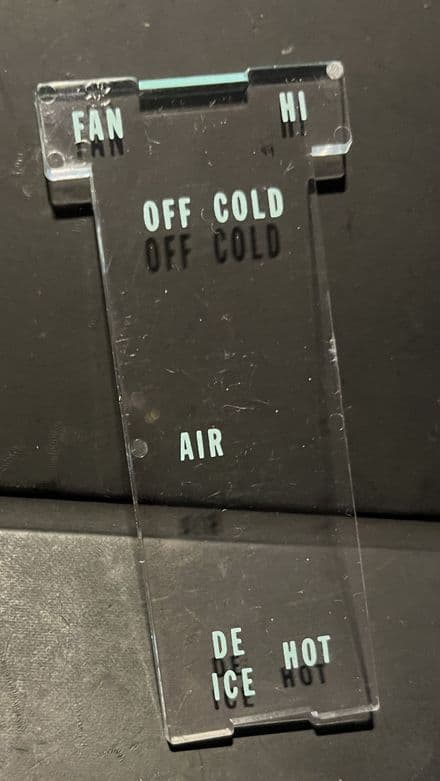 FAN HI
OFF COLD
AIR
DE
ICE HOT